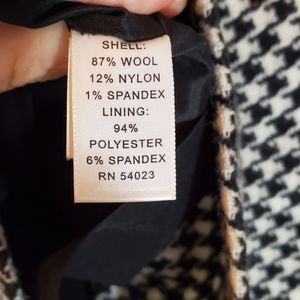 SHELL:
87% WOOL
12% NYLON
1% SPANDEX
LINING:
94%
POLYESTER
6% SPANDEX
RN 54023